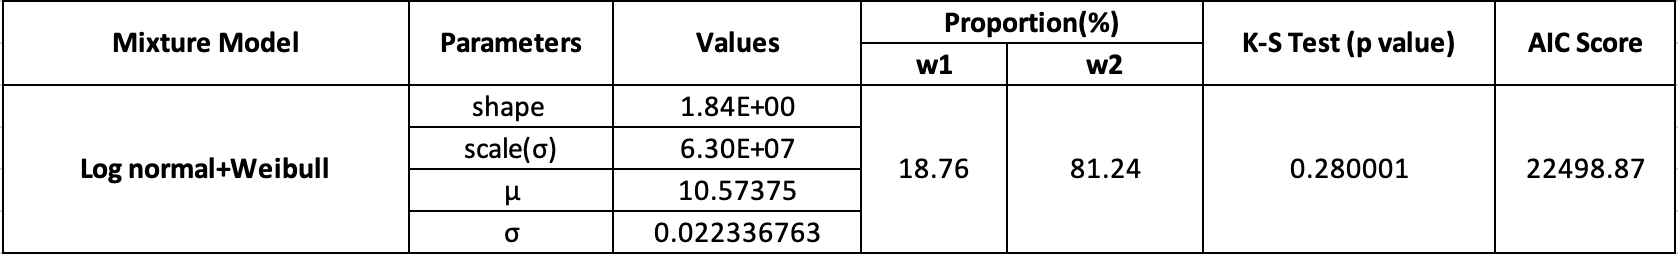 Mixture Model Parameters Values Proportion(%) K-S Test (p value) AIC Score
w1 w2
Log normal+Weibull shape 1.84E+00 18.76 81.24 0.280001 22498.87
scale(σ) 6.30E+07
μ 10.57375
σ 0.022336763